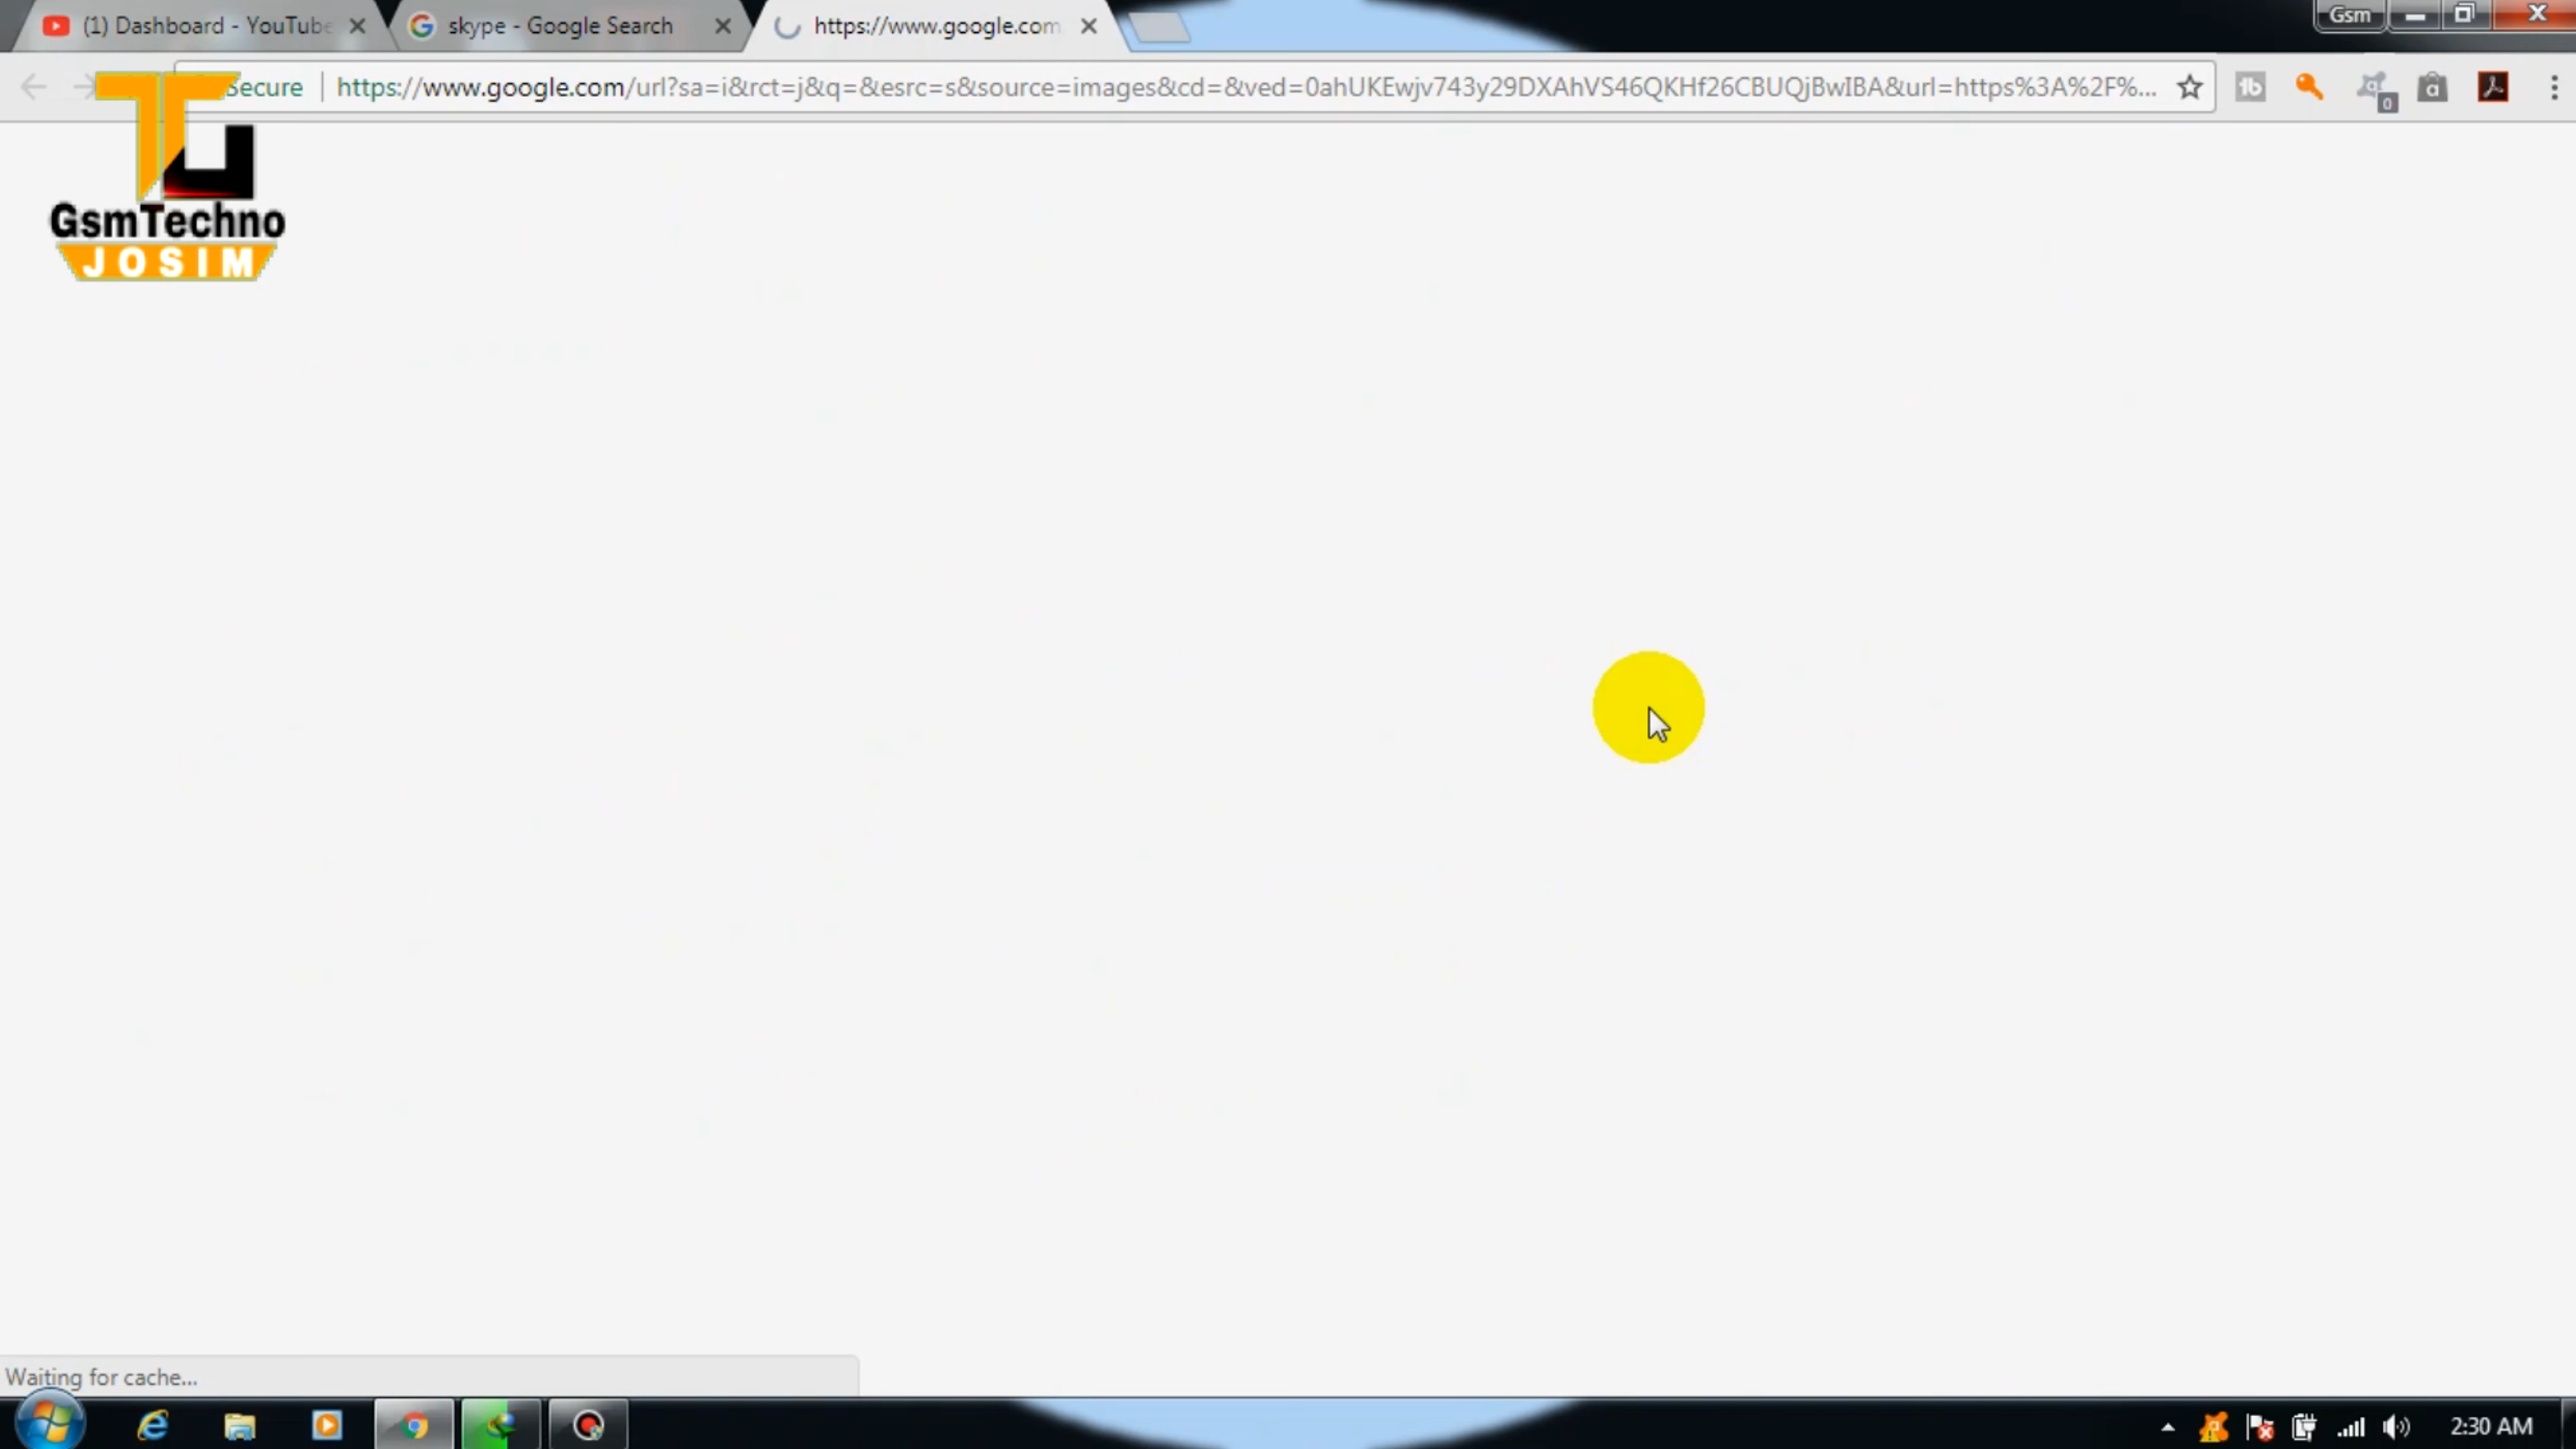 (1) Dashboard - YouTube
skype - Google Search
https://www.google.com
Gsm
Secure
https://www.google.com/url?sa=i&rct=j&q=&esrc=s&source=images&cd=&ved=0ahUKEwjv743y29DXAhVS46QKHf26CBUQjBwIBA&url=https%3A%2F%...
0
GsmTechno
JOSIM
Waiting for cache...
2:30 AM